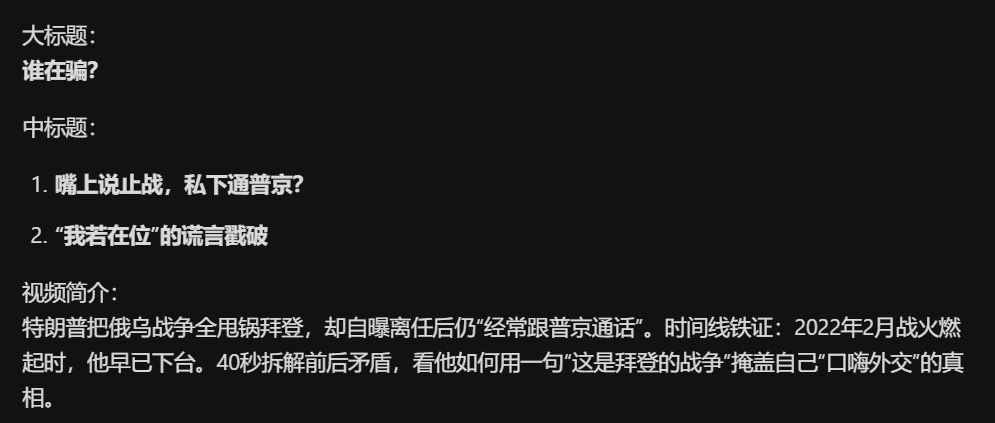 大标题：
谁在骗？
中标题：
1. 嘴上说止战，私下通普京？
2. “我若在位”的谎言戳破
视频简介：
特朗普把俄乌战争全甩锅拜登，却自曝离任后仍“经常跟普京通话”。时间线铁证：2022年2月战火燃
起时，他早已下台。40秒拆解前后矛盾，看他如何用一句“这是拜登的战争”掩盖自己“口嗨外交”的真
相。